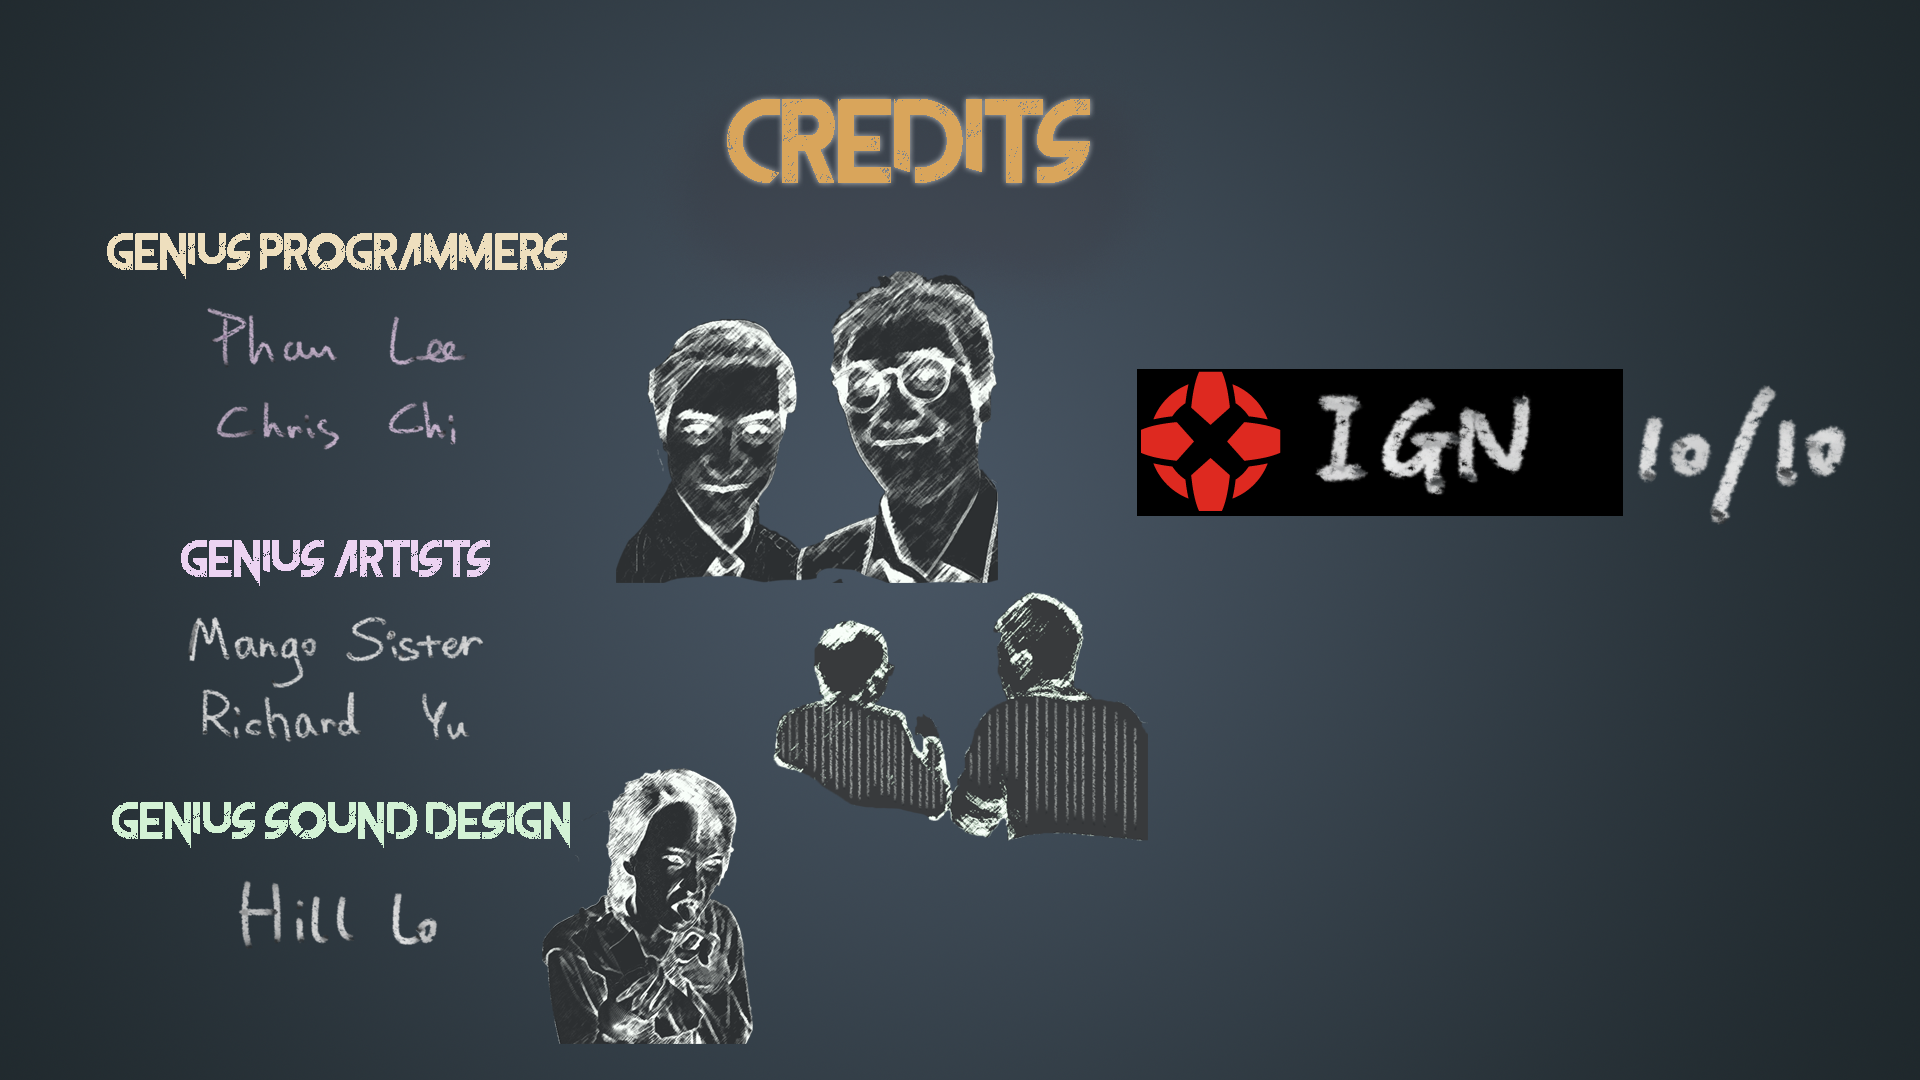 CREDITS
GENIUS PROGRAMMERS
Phan Lee
Chris Chi
GENIUS ARTISTS
Mango Sister
Richard Yu
GENIUS SOUND DESIGN
Hill Lo
IGN 10/10